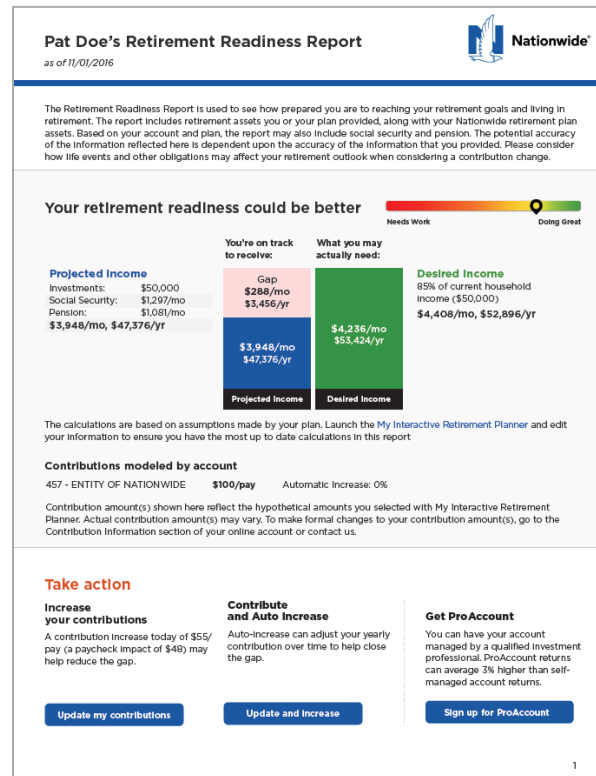 Pat Doe's Retirement Readiness Report
as of 11/01/2016
Nationwide®
The Retirement Readiness Report is used to see how prepared you are to reaching your retirement goals and living in
retirement. The report includes retirement assets you or your plan provided, along with your Nationwide retirement plan
assets. Based on your account and plan, the report may also include social security and pension. The potential accuracy
of the information reflected here is dependent upon the accuracy of the information that you provided. Please consider
how life events and other obligations may affect your retirement outlook when considering a contribution change.
Your retirement readiness could be better
Needs Work
Doing Great
You're on track
to receive:
What you may
actually need:
Projected Income
Investments: $50,000
Social Security: $1,297/mo
Pension: $1,081/mo
$3,948/mo, $47,376/yr
Gap
$288/mo
$3,456/yr
$3,948/mo
$47,376/yr
Projected Income
$4,236/mo
$53,424/yr
Desired Income
Desired Income
85% of current household
income ($50,000)
$4,408/mo, $52,896/yr
The calculations are based on assumptions made by your plan. Launch the My Interactive Retirement Planner and edit
your information to ensure you have the most up to date calculations in this report
Contributions modeled by account
457 - ENTITY OF NATIONWIDE $100/pay Automatic Increase: 0%
Contribution amount(s) shown here reflect the hypothetical amounts you selected with My Interactive Retirement
Planner. Actual contribution amount(s) may vary. To make formal changes to your contribution amount(s), go to the
Contribution Information section of your online account or contact us.
Take action
Increase
your contributions
A contribution increase today of $55/
pay (a paycheck impact of $48) may
help reduce the gap.
Update my contributions
Contribute
and Auto Increase
Auto-increase can adjust your yearly
contribution over time to help close
the gap.
Update and increase
Get ProAccount
You can have your account
managed by a qualified investment
professional. ProAccount returns
can average 3% higher than self-
managed account returns.
Sign up for ProAccount
1